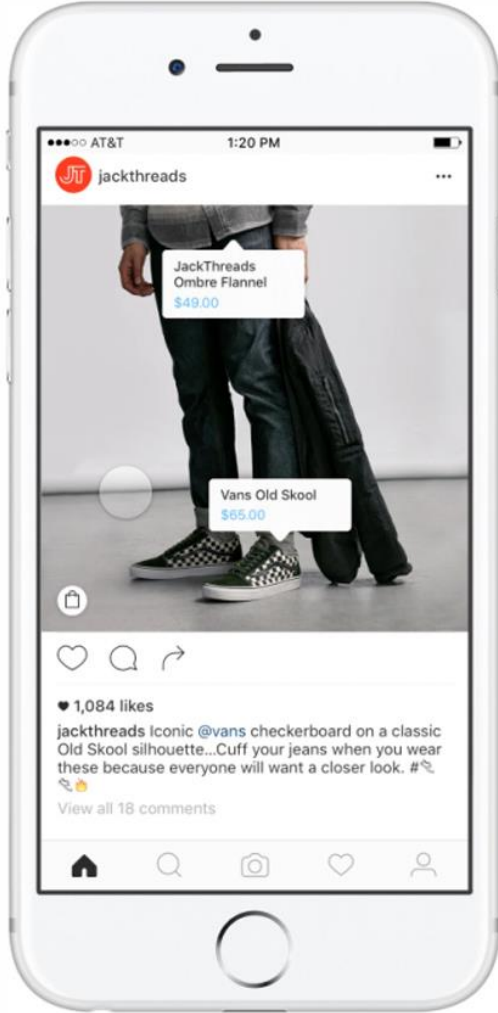 AT&T 1:20 PM
JT jackthreads
JackThreads
Ombre Flannel
$49.00
Vans Old Skool
$65.00
1,084 likes
jackthreads Iconic @vans checkerboard on a classic
Old Skool silhouette...Cuff your jeans when you wear
these because everyone will want a closer look. #
View all 18 comments